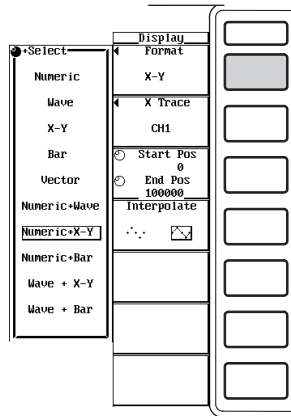 Select
Numeric
Wave
X-Y
Bar
Vector
Numeric+Wave
Numeric+X-Y
Numeric+Bar
Wave + X-Y
Wave + Bar
Display
Format
X-Y
X Trace
CH1
Start Pos
0
End Pos
100000
Interpolate